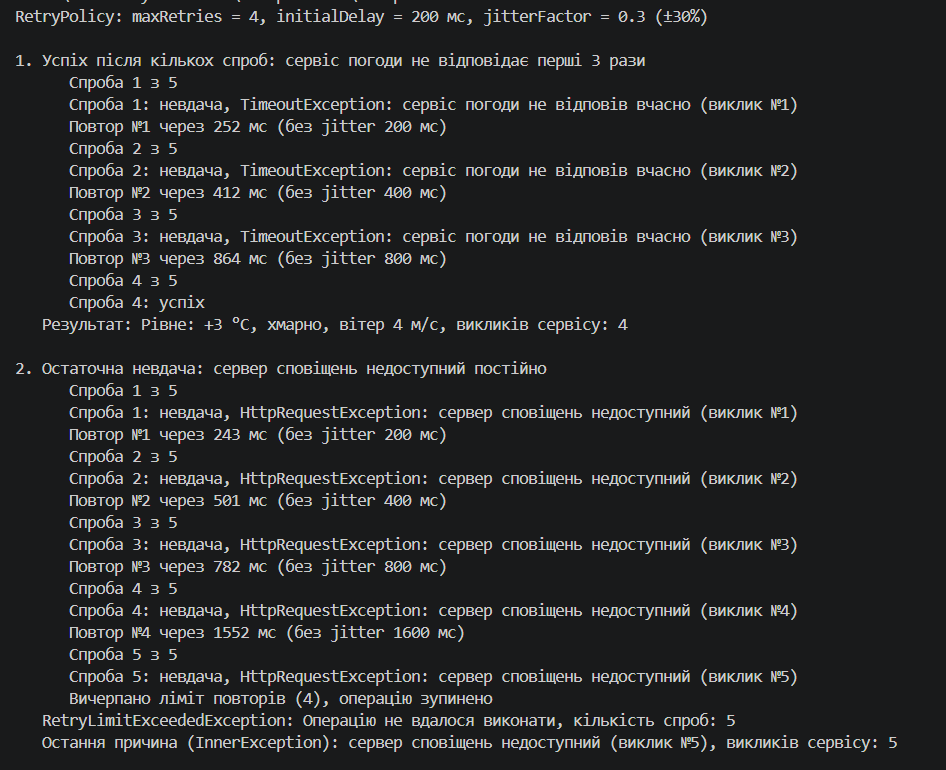 RetryPolicy: maxRetries = 4, initialDelay = 200 мс, jitterFactor = 0.3 (±30%)
1. Успіх після кількох спроб: сервіс погоди не відповідає перші 3 рази
Спроба 1 з 5
Спроба 1: невдача, TimeoutException: сервіс погоди не відповів вчасно (виклик №1)
Повтор №1 через 252 мс (без jitter 200 мс)
Спроба 2 з 5
Спроба 2: невдача, TimeoutException: сервіс погоди не відповів вчасно (виклик №2)
Повтор №2 через 412 мс (без jitter 400 мс)
Спроба 3 з 5
Спроба 3: невдача, TimeoutException: сервіс погоди не відповів вчасно (виклик №3)
Повтор №3 через 864 мс (без jitter 800 мс)
Спроба 4 з 5
Спроба 4: успіх
Результат: Рівне: +3 °C, хмарно, вітер 4 м/с, викликів сервісу: 4
2. Остаточна невдача: сервер сповіщень недоступний постійно
Спроба 1 з 5
Спроба 1: невдача, HttpRequestException: сервер сповіщень недоступний (виклик №1)
Повтор №1 через 243 мс (без jitter 200 мс)
Спроба 2 з 5
Спроба 2: невдача, HttpRequestException: сервер сповіщень недоступний (виклик №2)
Повтор №2 через 501 мс (без jitter 400 мс)
Спроба 3 з 5
Спроба 3: невдача, HttpRequestException: сервер сповіщень недоступний (виклик №3)
Повтор №3 через 782 мс (без jitter 800 мс)
Спроба 4 з 5
Спроба 4: невдача, HttpRequestException: сервер сповіщень недоступний (виклик №4)
Повтор №4 через 1552 мс (без jitter 1600 мс)
Спроба 5 з 5
Спроба 5: невдача, HttpRequestException: сервер сповіщень недоступний (виклик №5)
Вичерпано ліміт повторів (4), операцію зупинено
RetryLimitExceededException: Операцію не вдалося виконати, кількість спроб: 5
Остання причина (InnerException): сервер сповіщень недоступний (виклик №5), викликів сервісу: 5